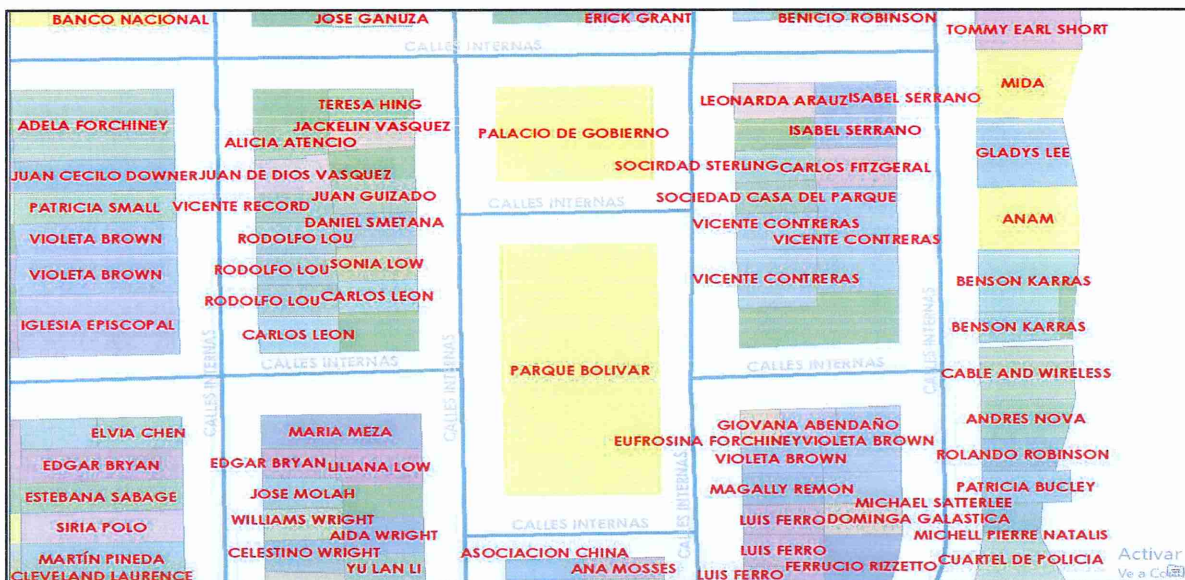 BANCO NACIONAL
JOSE GANUZA
ERICK GRANT
BENICIO ROBINSON
TOMMY EARL SHORT
CALLES INTERNAS
MIDA
TERESA HING
LEONARDA ARAUZ
ISABEL SERRANO
ADELA FORCHINEY
JACKELIN VASQUEZ
PALACIO DE GOBIERNO
ISABEL SERRANO
ALICIA ATENCIO
GLADYS LEE
SOCIRDAD STERLING
CARLOS FITZGERAL
JUAN CECILO DOWNER
JUAN DE DIOS VASQUEZ
JUAN GUIZADO
SOCIEDAD CASA DEL PARQUE
PATRICIA SMALL
VICENTE RECORD
CALLES INTERNAS
DANIEL SMETANA
VICENTE CONTRERAS
ANAM
VIOLETA BROWN
RODOLFO LOU
VICENTE CONTRERAS
SONIA LOW
VIOLETA BROWN
RODOLFO LOU
VICENTE CONTRERAS
BENSON KARRAS
RODOLFO LOU
CARLOS LEON
IGLESIA EPISCOPAL
CARLOS LEON
BENSON KARRAS
CALLES INTERNAS
CALLES INTERNAS
CALLES INTERNAS
CALLES INTERNAS
CALLES INTERNAS
PARQUE BOLIVAR
CABLE AND WIRELESS
ELVIA CHEN
MARIA MEZA
GIOVANA ABENDAÑO
ANDRES NOVA
EUFROSINA FORCHINEY
VIOLETA BROWN
EDGAR BRYAN
EDGAR BRYAN
LILIANA LOW
VIOLETA BROWN
ROLANDO ROBINSON
ESTEBANA SABAGE
JOSE MOLAH
MAGALLY REMON
PATRICIA BUCLEY
MICHAEL SATTERLEE
SIRIA POLO
WILLIAMS WRIGHT
CALLES INTERNAS
CALLES INTERNAS
LUIS FERRO
DOMINGA GALASTICA
AIDA WRIGHT
MICHELL PIERRE NATALIS
MARTÍN PINEDA
CELESTINO WRIGHT
ASOCIACION CHINA
LUIS FERRO
CUARTEL DE POLICIA
YU LAN LI
ANA MOSSES
FERRUCIO RIZZETTO
CLEVELAND LAURENCE
LUIS FERRO
Activar